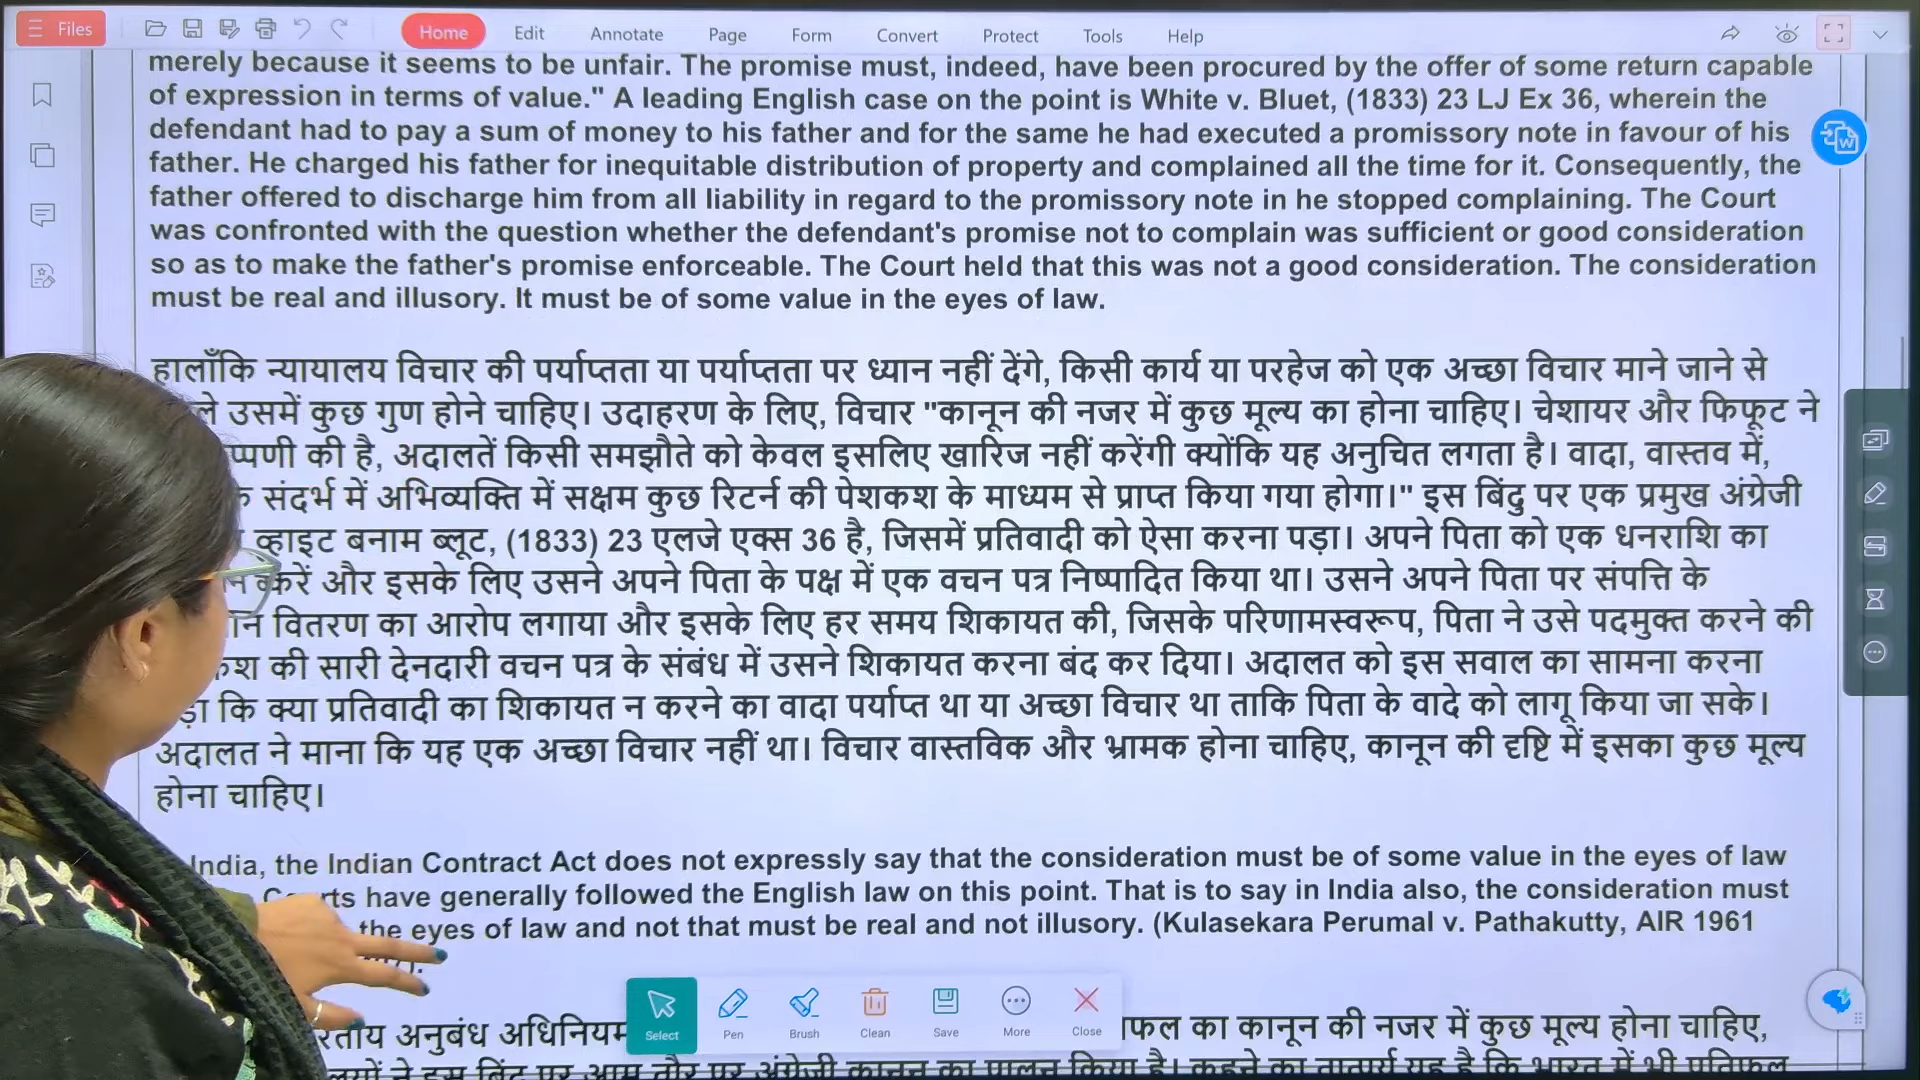 Files
Home Edit Annotate Page Form Convert Protect Tools Help
merely because it seems to be unfair. The promise must, indeed, have been procured by the offer of some return capable
of expression in terms of value." A leading English case on the point is White v. Bluet, (1833) 23 LJ Ex 36, wherein the
defendant had to pay a sum of money to his father and for the same he had executed a promissory note in favour of his
father. He charged his father for inequitable distribution of property and complained all the time for it. Consequently, the
father offered to discharge him from all liability in regard to the promissory note in he stopped complaining. The Court
was confronted with the question whether the defendant's promise not to complain was sufficient or good consideration
so as to make the father's promise enforceable. The Court held that this was not a good consideration. The consideration
must be real and illusory. It must be of some value in the eyes of law.
हालाँकि न्यायालय विचार की पर्याप्तता या पर्याप्तता पर ध्यान नहीं देंगे, किसी कार्य या परहेज को एक अच्छा विचार माने जाने से
उसमें कुछ गुण होने चाहिए। उदाहरण के लिए, विचार "कानून की नजर में कुछ मूल्य का होना चाहिए। चेशायर और फिफूट ने
की है, अदालतें किसी समझौते को केवल इसलिए खारिज नहीं करेंगी क्योंकि यह अनुचित लगता है। वादा, वास्तव में,
संदर्भ में अभिव्यक्ति में सक्षम कुछ रिटर्न की पेशकश के माध्यम से प्राप्त किया गया होगा।" इस बिंदु पर एक प्रमुख अंग्रेजी
व्हाइट बनाम ब्लूट, (1833) 23 एलजे एक्स 36 है, जिसमें प्रतिवादी को ऐसा करना पड़ा। अपने पिता को एक धनराशि का
करें और इसके लिए उसने अपने पिता के पक्ष में एक वचन पत्र निष्पादित किया था। उसने अपने पिता पर संपत्ति के
वितरण का आरोप लगाया और इसके लिए हर समय शिकायत की, जिसके परिणामस्वरूप, पिता ने उसे पदमुक्त करने की
की सारी देनदारी वचन पत्र के संबंध में उसने शिकायत करना बंद कर दिया। अदालत को इस सवाल का सामना करना
कि क्या प्रतिवादी का शिकायत न करने का वादा पर्याप्त था या अच्छा विचार था ताकि पिता के वादे को लागू किया जा सके।
अदालत ने माना कि यह एक अच्छा विचार नहीं था। विचार वास्तविक और भ्रामक होना चाहिए, कानून की दृष्टि में इसका कुछ मूल्य
होना चाहिए।
India, the Indian Contract Act does not expressly say that the consideration must be of some value in the eyes of law
have generally followed the English law on this point. That is to say in India also, the consideration must
the eyes of law and not that must be real and not illusory. (Kulasekara Perumal v. Pathakutty, AIR 1961
अनुबंध अधिनियम का कानून की नजर में कुछ मूल्य होना चाहिए,
ने इस बिंदु पर आम तौर पर अंग्रेजी कानून का पालन किया है। कहने का तात्पर्य यह है कि भारत में भी प्रतिफल
Select Pen Brush Clean Save More Close